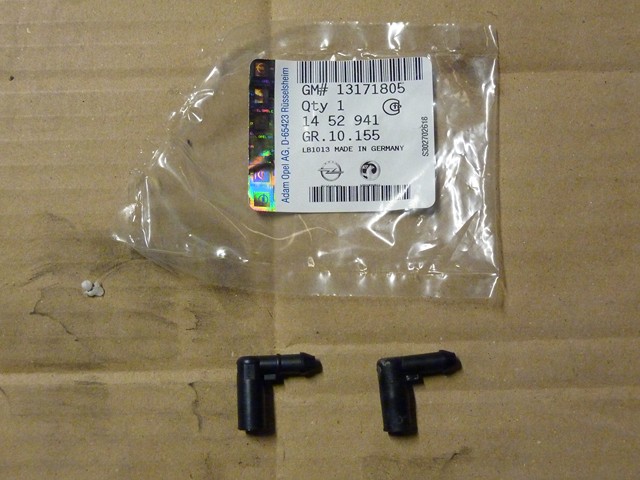 GM# 13171805
Qty 1
14 52 941
GR.10.155
LB1013 MADE IN GERMANY
Adam Opel AG. D-65423 Rüsselsheim
S302702618